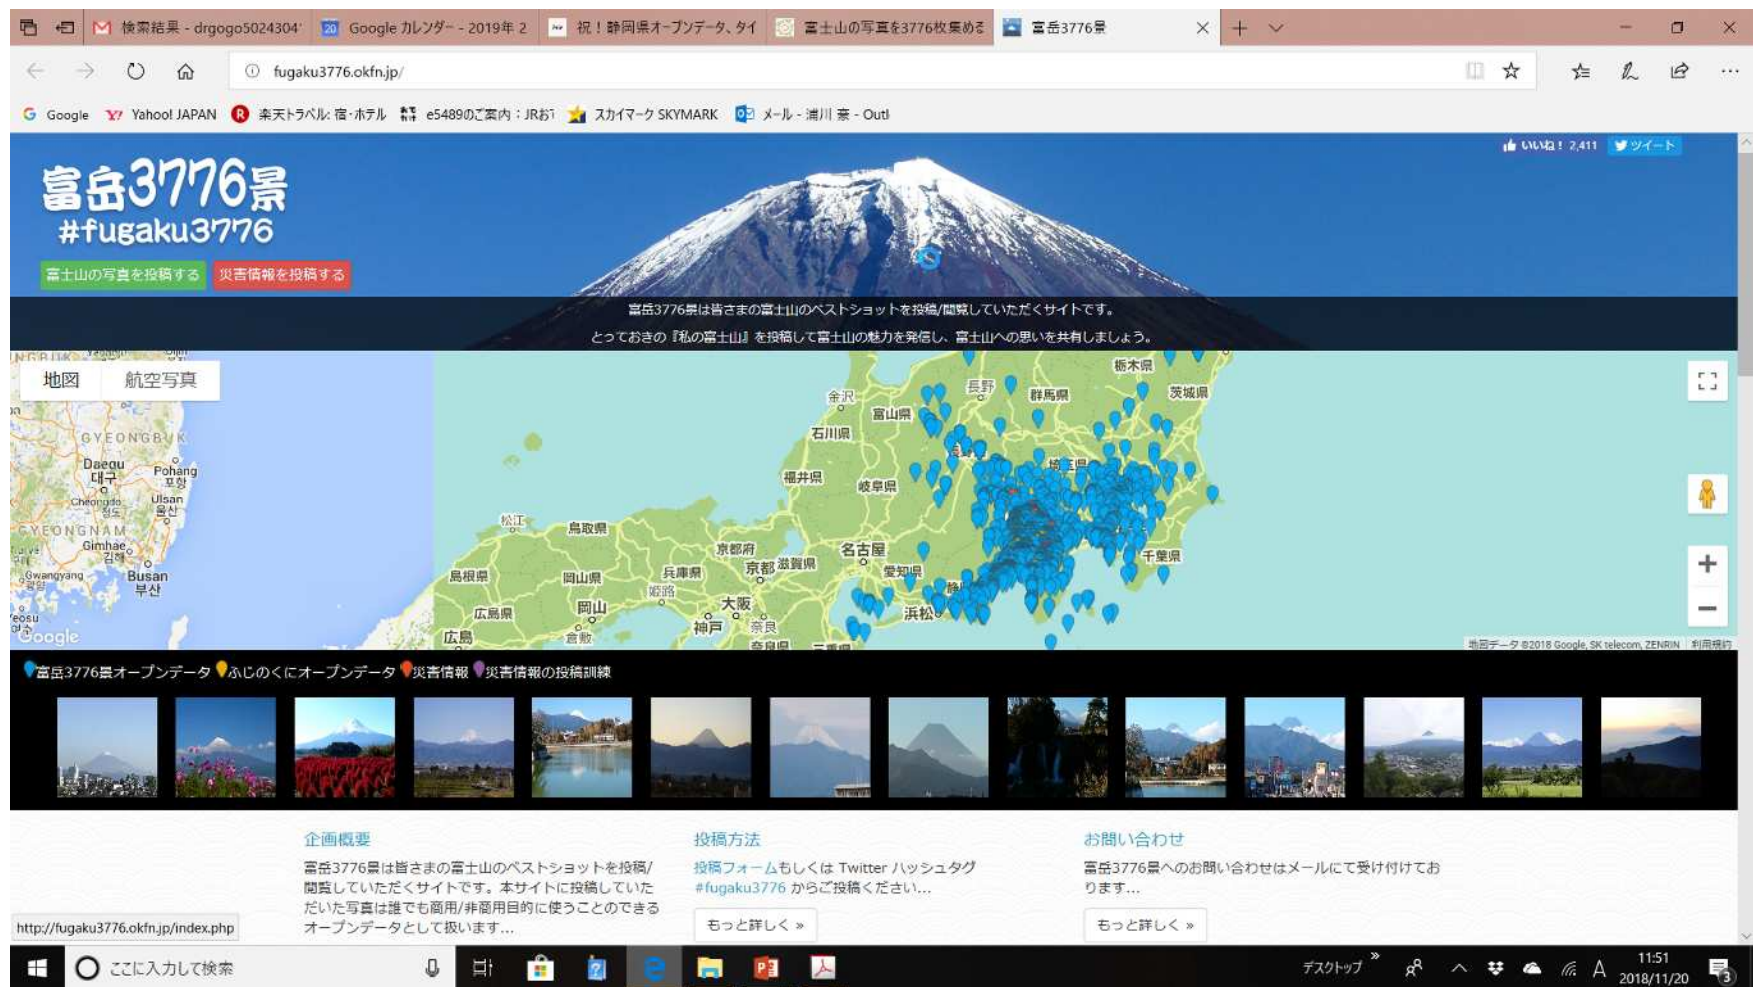 検索結果 - drgogo5024304
Google カレンダー - 2019年 2
祝！静岡県オープンデータ、タイ
富士山の写真を3776枚集める
富岳3776景
fugaku3776.okfn.jp/
Google
Yahoo! JAPAN
楽天トラベル: 宿･ホテル
e5489のご案内：JRおで
スカイマーク SKYMARK
メール - 浦川 豪 - Outl
富岳3776景
#fugaku3776
いいね！ 2,411
ツイート
富士山の写真を投稿する
災害情報を投稿する
富岳3776景は皆さまの富士山のベストショットを投稿/閲覧していただくサイトです。
とっておきの『私の富士山』を投稿して富士山の魅力を発信し、富士山への思いを共有しましょう。
地図
航空写真
GYEONGBUK
Daegu
대구
Pohang
포항
Cheongdo
청도
Ulsan
울산
GYEONGNAM
Gimhae
김해
Gwangyang
광양
Busan
부산
Google
栃木県
長野
群馬県
茨城県
金沢
富山県
石川県
埼玉県
福井県
岐阜県
松江
鳥取県
京都府
名古屋
千葉県
島根県
岡山県
兵庫県
京都
滋賀県
愛知県
姫路
広島県
岡山
大阪
浜松
広島
倉敷
神戸
奈良
奈良県
三重県
地図データ ©2018 Google, SK telecom, ZENRIN
利用規約
富岳3776景オープンデータ
ふじのくにオープンデータ
災害情報
災害情報の投稿訓練
企画概要
富岳3776景は皆さまの富士山のベストショットを投稿/
閲覧していただくサイトです。本サイトに投稿していた
だいた写真は誰でも商用/非商用目的に使うことのできる
オープンデータとして扱います...
投稿方法
投稿フォームもしくは Twitter ハッシュタグ
#fugaku3776 からご投稿ください...
もっと詳しく »
お問い合わせ
富岳3776景へのお問い合わせはメールにて受け付けてお
ります...
もっと詳しく »
http://fugaku3776.okfn.jp/index.php
ここに入力して検索
デスクトップ
A
11:51
2018/11/20
3